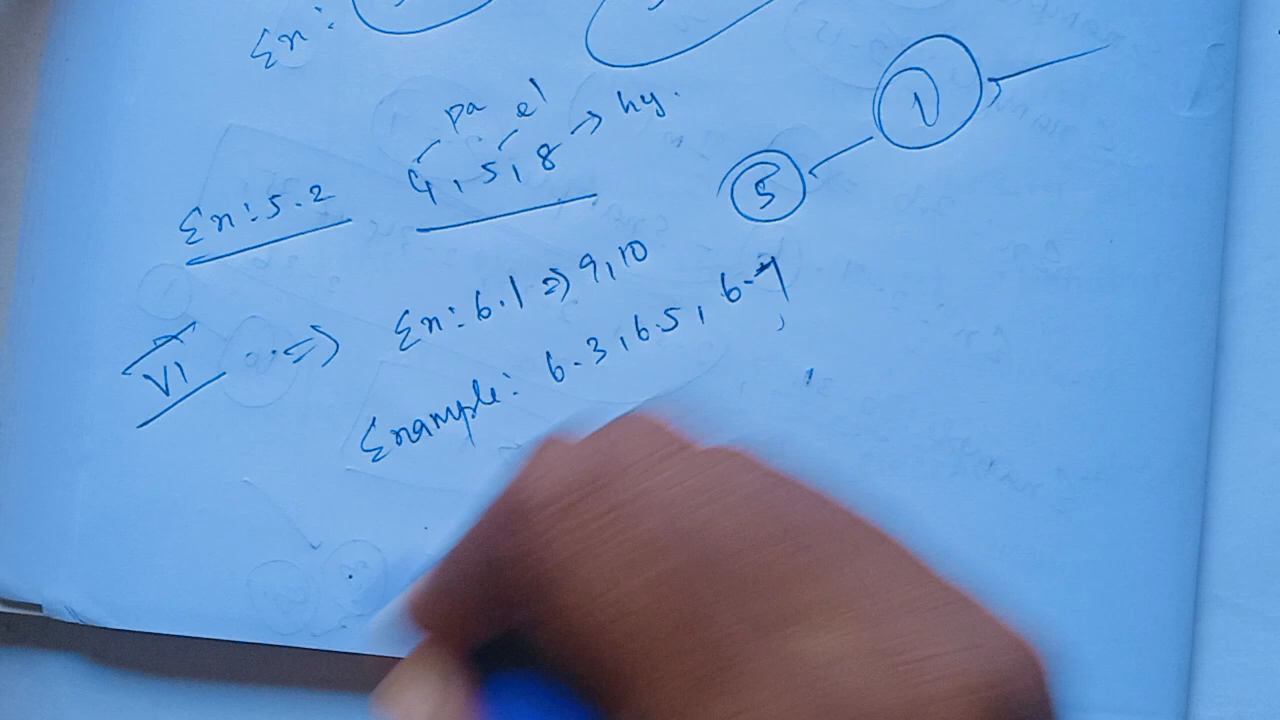 Ex:
pa el
Ex: 5.2 4, 5, 8 → hy.
1
5
VI ⇒ Ex: 6.1 ⇒ 9, 10
Example: 6.3, 6.5, 6.7